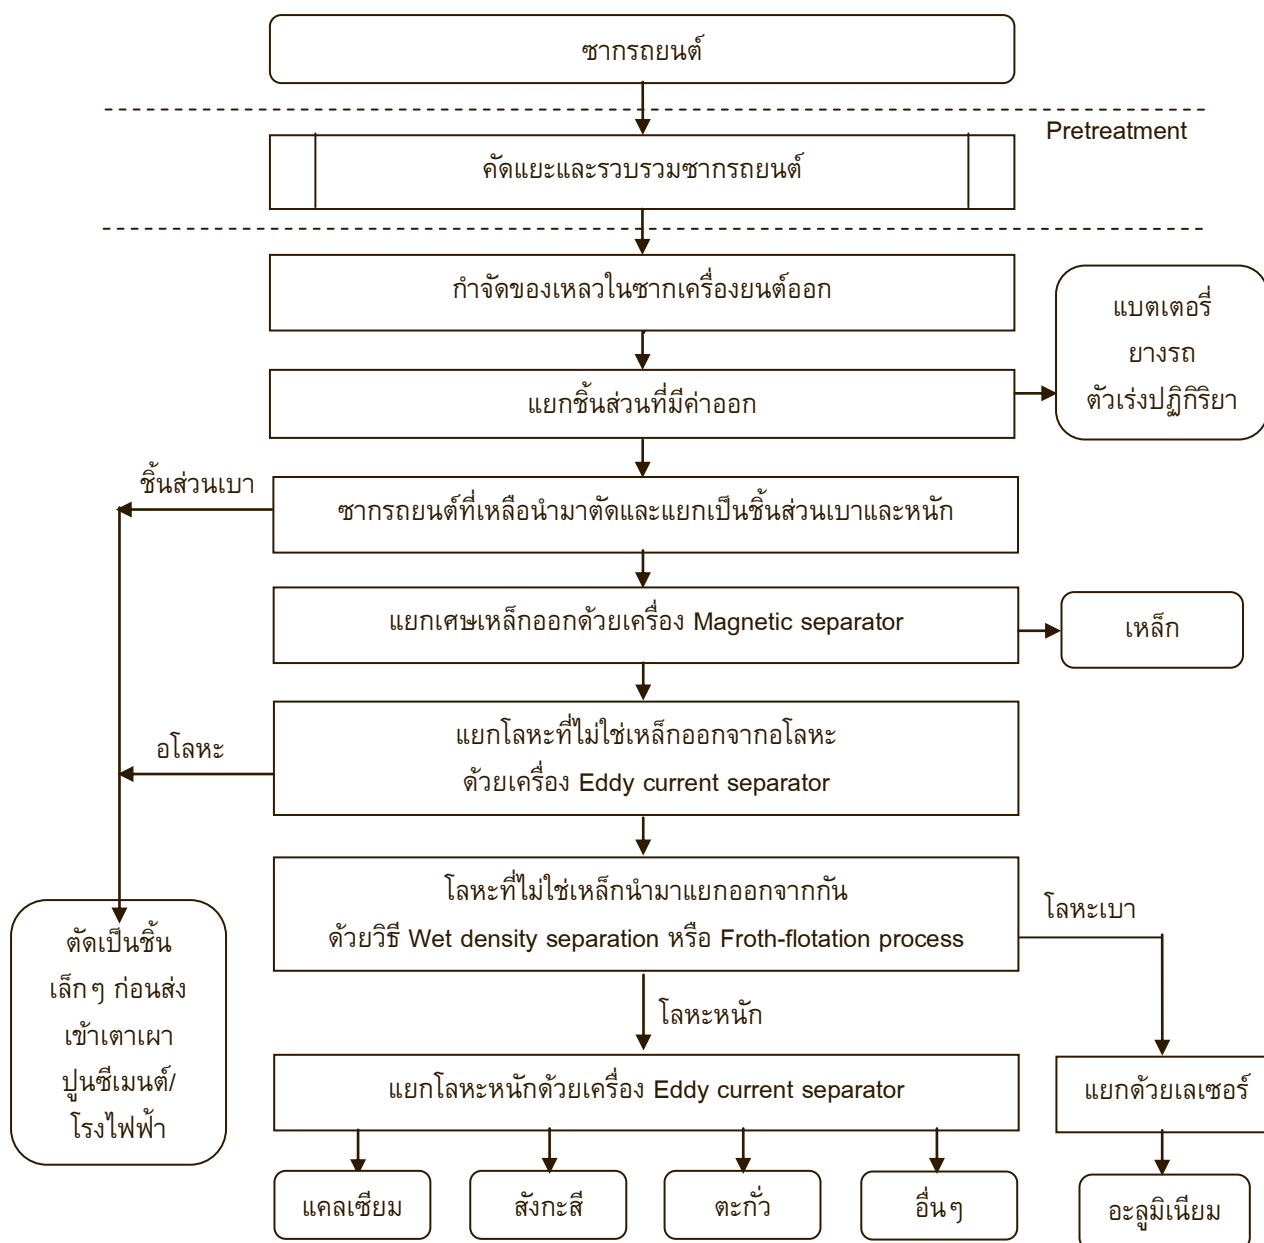 ซากรถยนต์
Pretreatment
คัดแยะและรวบรวมซากรถยนต์
กำจัดของเหลวในซากเครื่องยนต์ออก
แบตเตอรี่
ยางรถ
ตัวเร่งปฏิกิริยา
แยกชิ้นส่วนที่มีค่าออก
ชิ้นส่วนเบา
ซากรถยนต์ที่เหลือนำมาตัดและแยกเป็นชิ้นส่วนเบาและหนัก
แยกเศษเหล็กออกด้วยเครื่อง Magnetic separator
เหล็ก
อโลหะ
แยกโลหะที่ไม่ใช่เหล็กออกจากอโลหะ
ด้วยเครื่อง Eddy current separator
โลหะที่ไม่ใช่เหล็กนำมาแยกออกจากกัน
ด้วยวิธี Wet density separation หรือ Froth-flotation process
โลหะเบา
ตัดเป็นชิ้น
เล็กๆ ก่อนส่ง
เข้าเตาเผา
ปูนซีเมนต์/
โรงไฟฟ้า
โลหะหนัก
แยกโลหะหนักด้วยเครื่อง Eddy current separator
แยกด้วยเลเซอร์
แคลเซียม
สังกะสี
ตะกั่ว
อื่นๆ
อะลูมิเนียม